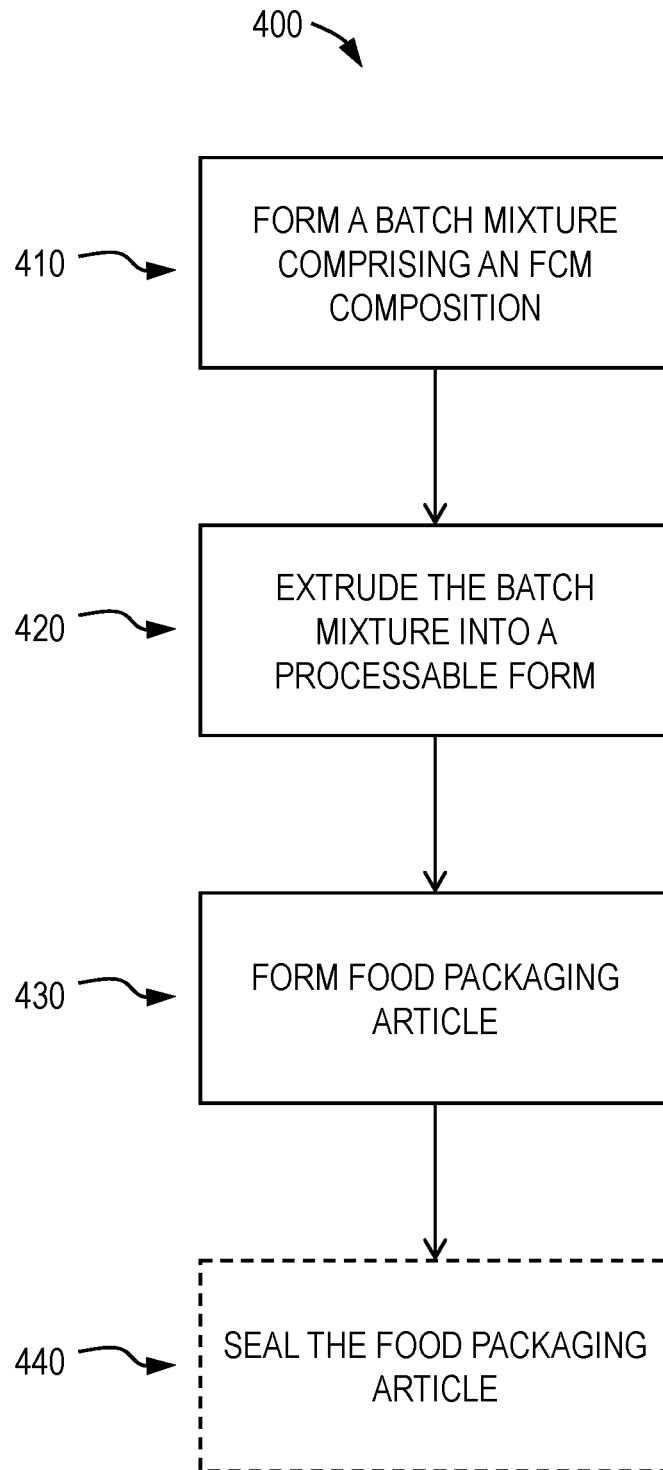 400
410
FORM A BATCH MIXTURE
COMPRISING AN FCM
COMPOSITION
420
EXTRUDE THE BATCH
MIXTURE INTO A
PROCESSABLE FORM
430
FORM FOOD PACKAGING
ARTICLE
440
SEAL THE FOOD PACKAGING
ARTICLE